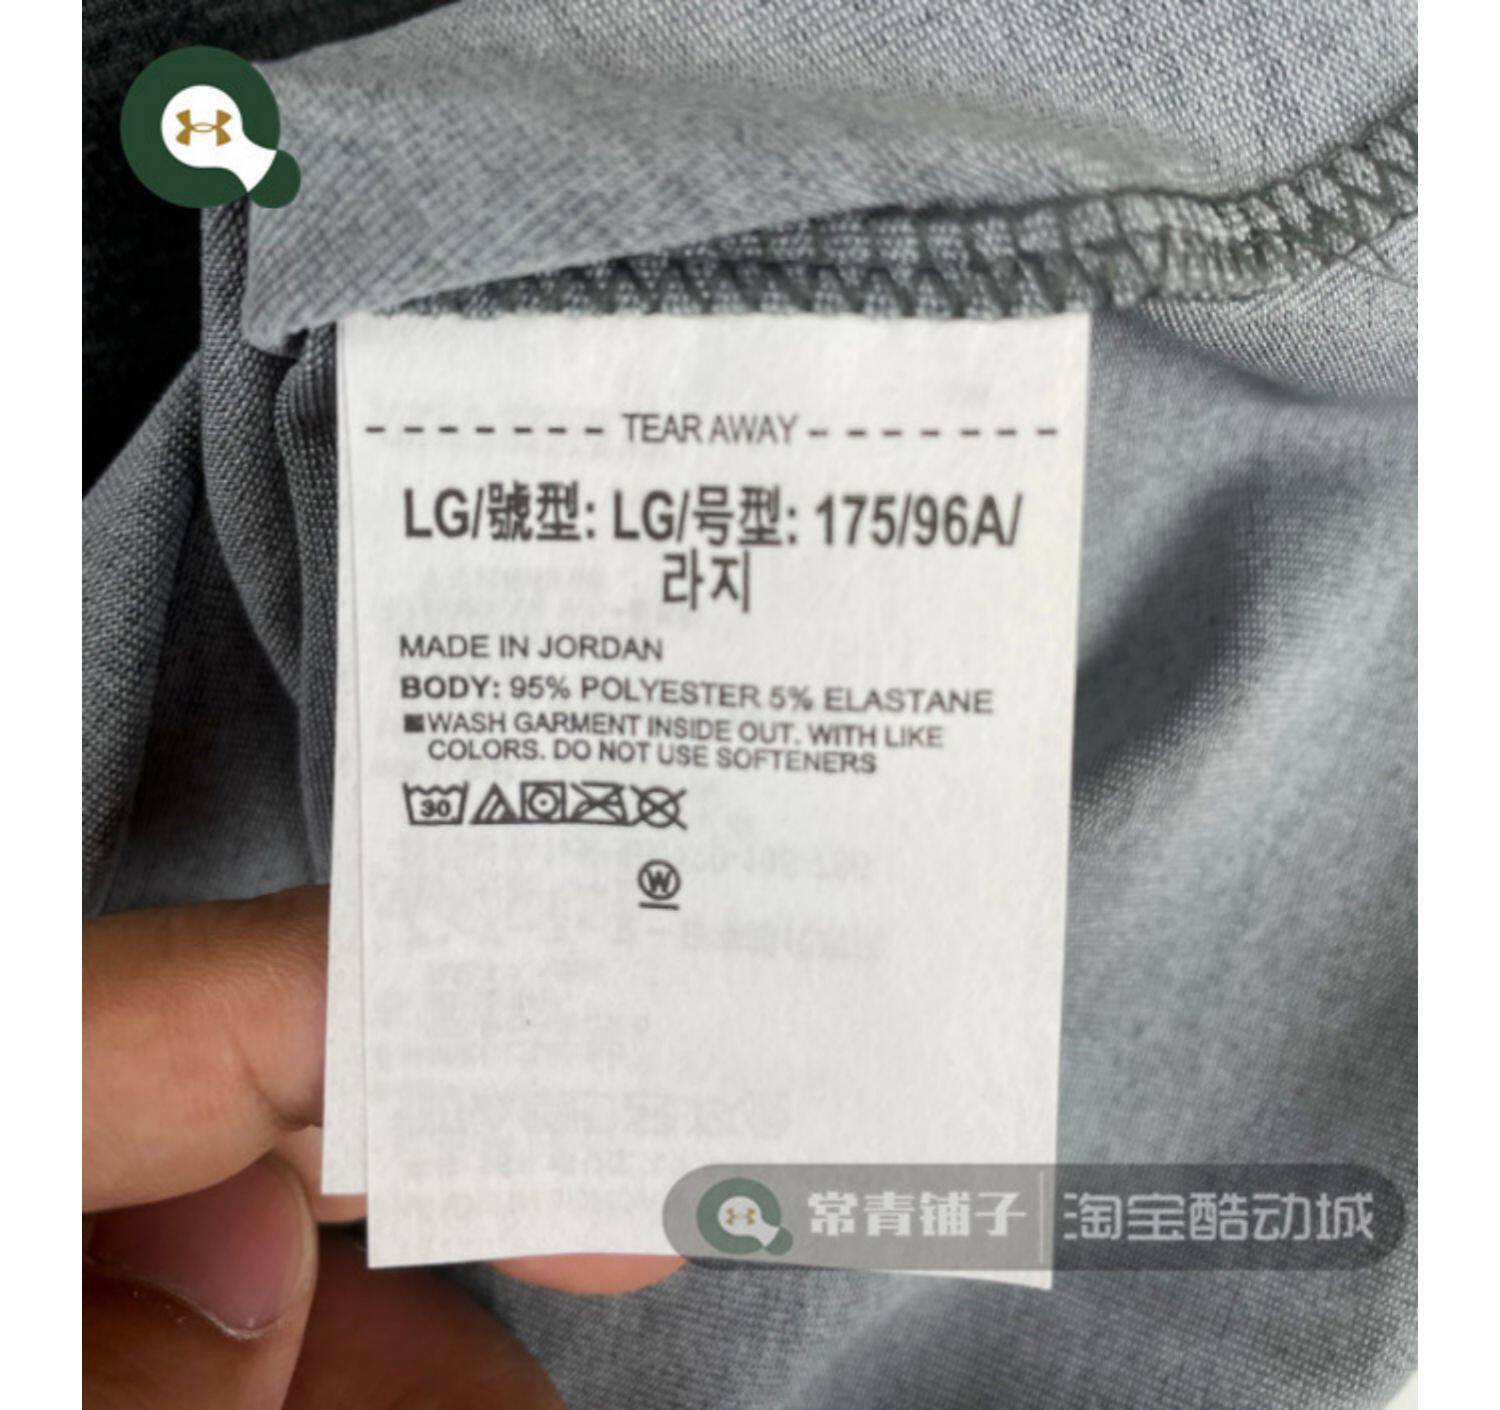 TEAR AWAY
LG/號型: LG/号型: 175/96A/
라지
MADE IN JORDAN
BODY: 95% POLYESTER 5% ELASTANE
WASH GARMENT INSIDE OUT. WITH LIKE
COLORS. DO NOT USE SOFTENERS
30
W
常青铺子 淘宝酷动城